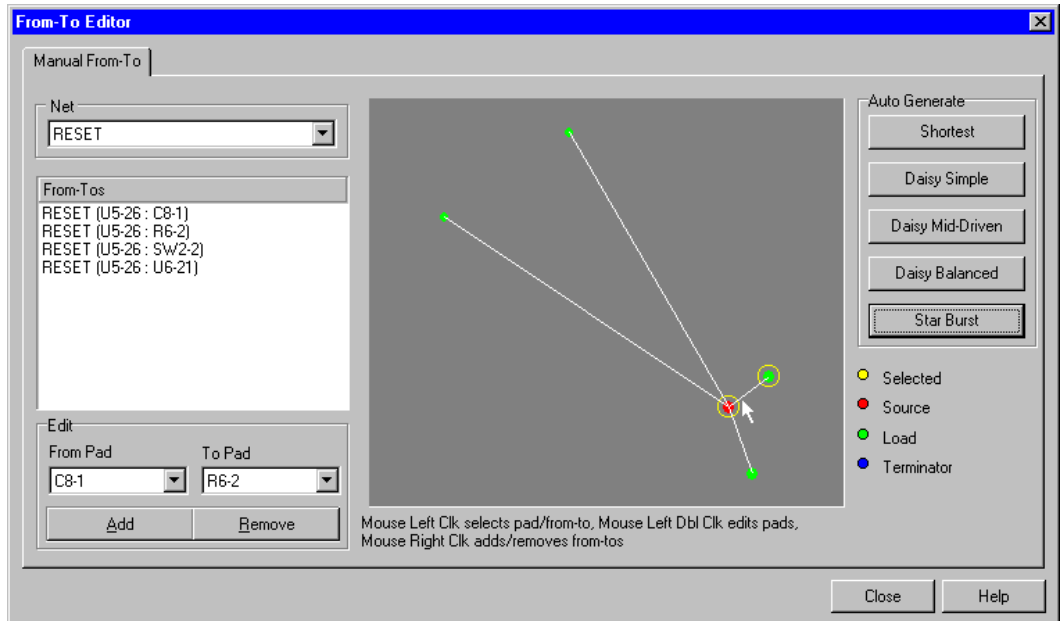 From-To Editor
Manual From-To
Net
RESET
From-Tos
RESET (U5-26 : C8-1)
RESET (U5-26 : R6-2)
RESET (U5-26 : SW2-2)
RESET (U5-26 : U6-21)
Edit
From Pad
To Pad
C8-1
R6-2
Add
Remove
Mouse Left Clk selects pad/from-to, Mouse Left Dbl Clk edits pads,
Mouse Right Clk adds/removes from-tos
Auto Generate
Shortest
Daisy Simple
Daisy Mid-Driven
Daisy Balanced
Star Burst
Selected
Source
Load
Terminator
Close
Help